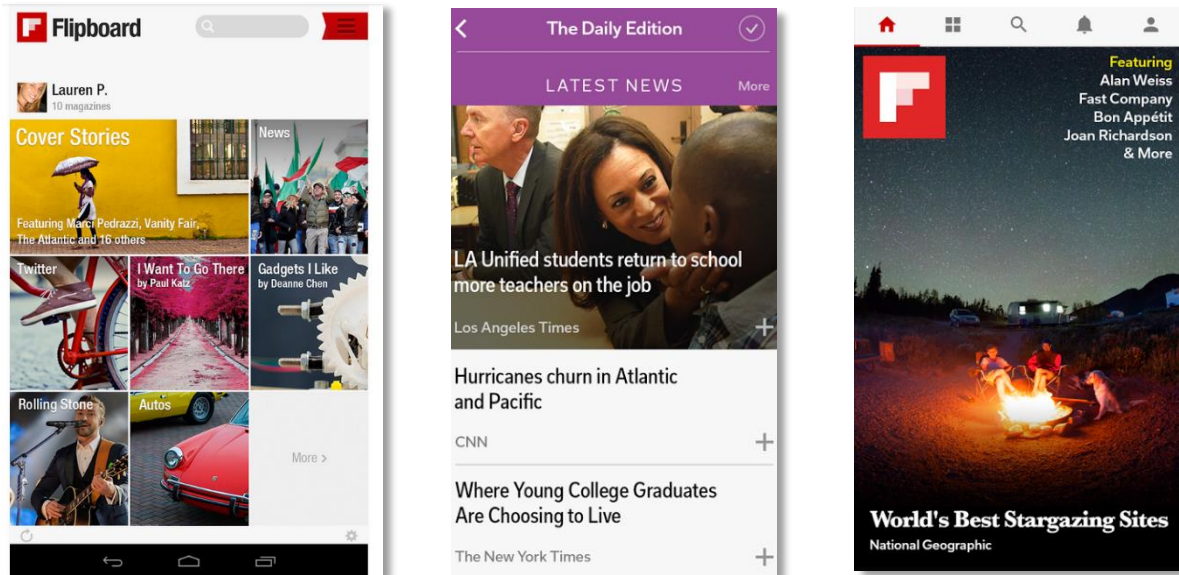 Flipboard
Lauren P.
10 magazines
Cover Stories
Featuring Marci Pedrazzi, Vanity Fair,
The Atlantic and 16 others
News
Twitter
I Want To Go There
by Paul Katz
Gadgets I Like
by Deanne Chen
Rolling Stone
Autos
More >
The Daily Edition
LATEST NEWS
More
LA Unified students return to school
more teachers on the job
Los Angeles Times
Hurricanes churn in Atlantic
and Pacific
CNN
Where Young College Graduates
Are Choosing to Live
The New York Times
Featuring
Alan Weiss
Fast Company
Bon Appétit
Joan Richardson
& More
World's Best Stargazing Sites
National Geographic